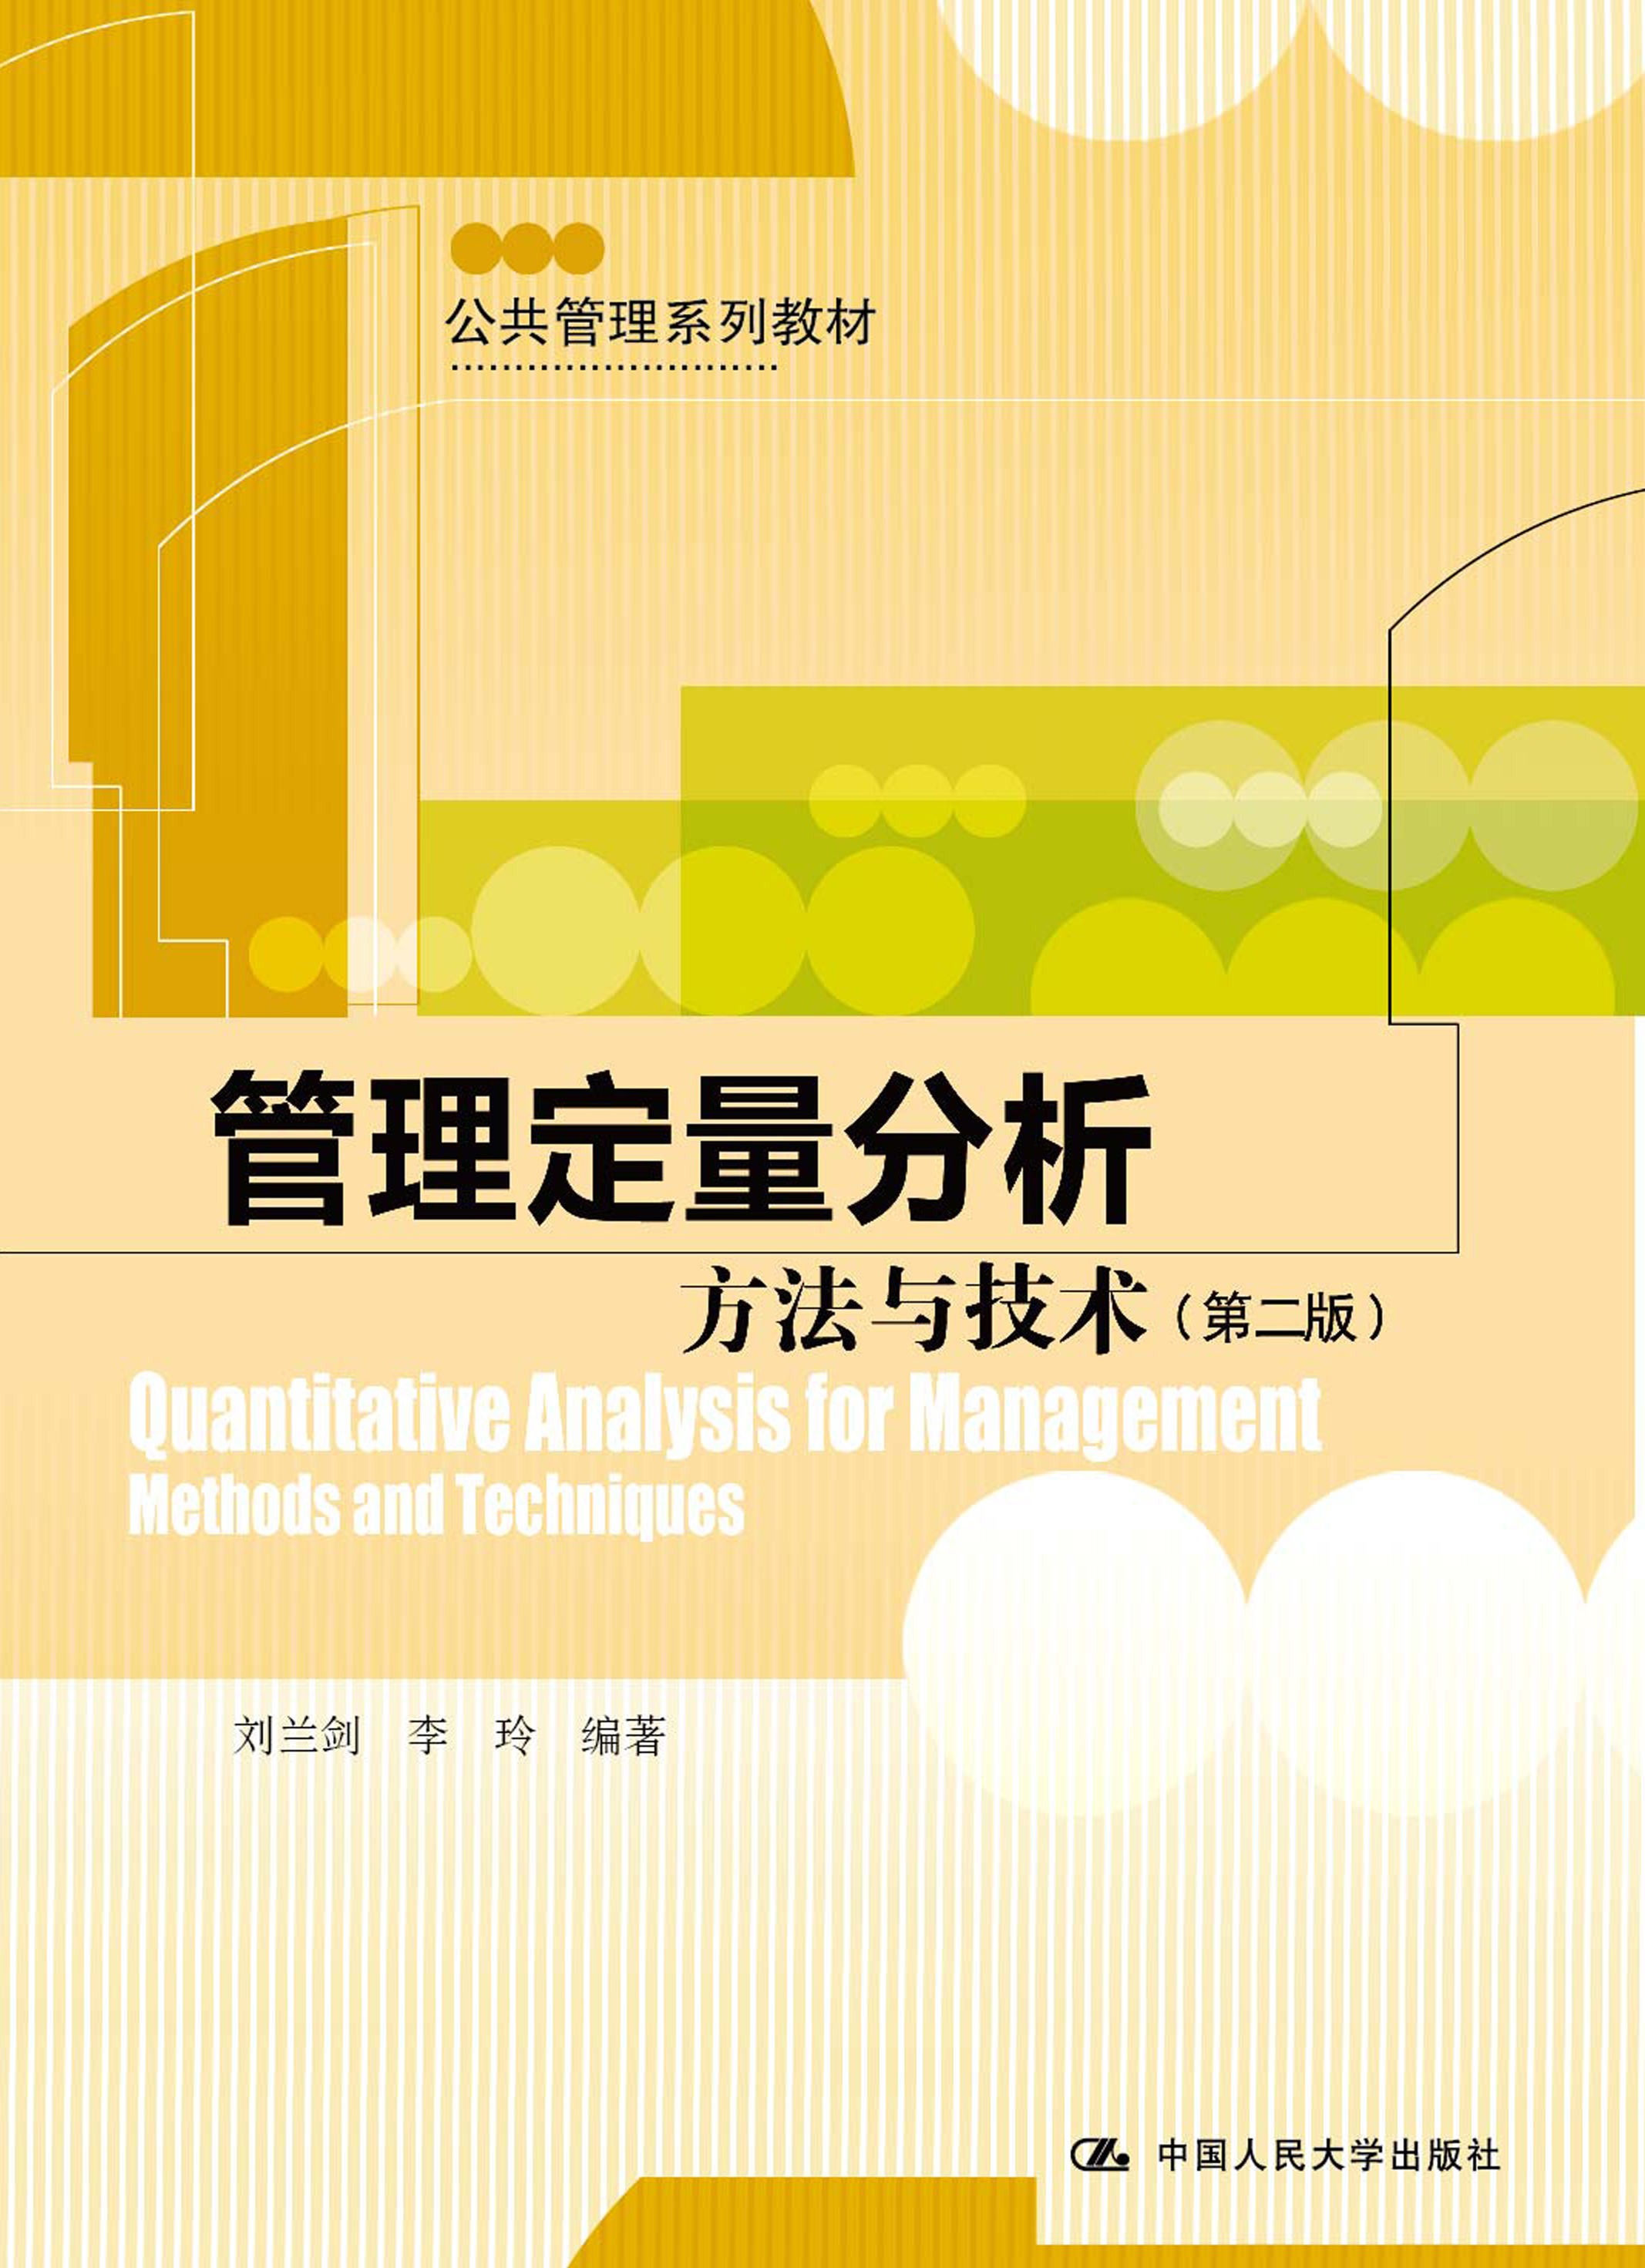 公共管理系列教材
管理定量分析
方法与技术（第二版）
Quantitative Analysis for Management
Methods and Techniques
刘兰剑 李 玲 编著
中国人民大学出版社